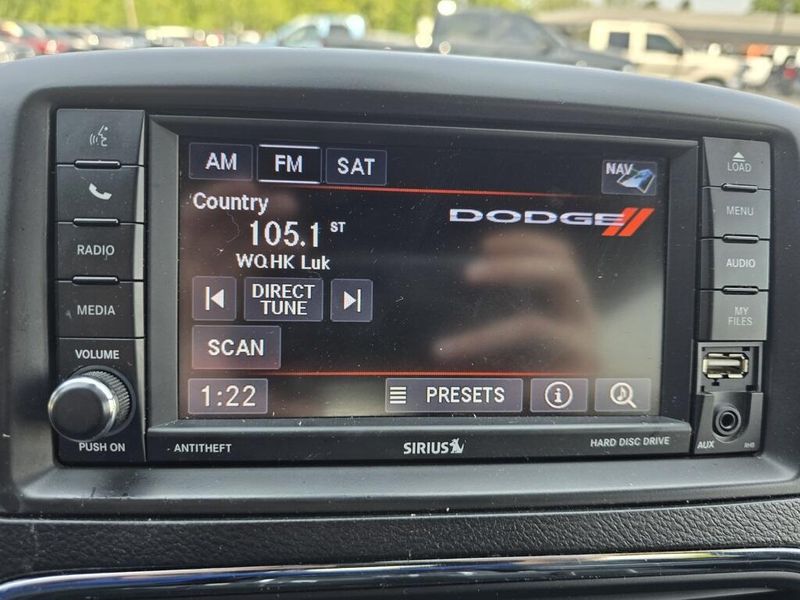 AM FM SAT
NAV
LOAD
Country
DODGE
105.1 ST
WQHK Luk
MENU
RADIO
AUDIO
DIRECT
TUNE
MEDIA
MY
FILES
SCAN
VOLUME
1:22
PRESETS
PUSH ON
ANTITHEFT
SIRIUS
HARD DISC DRIVE
AUX
RHB